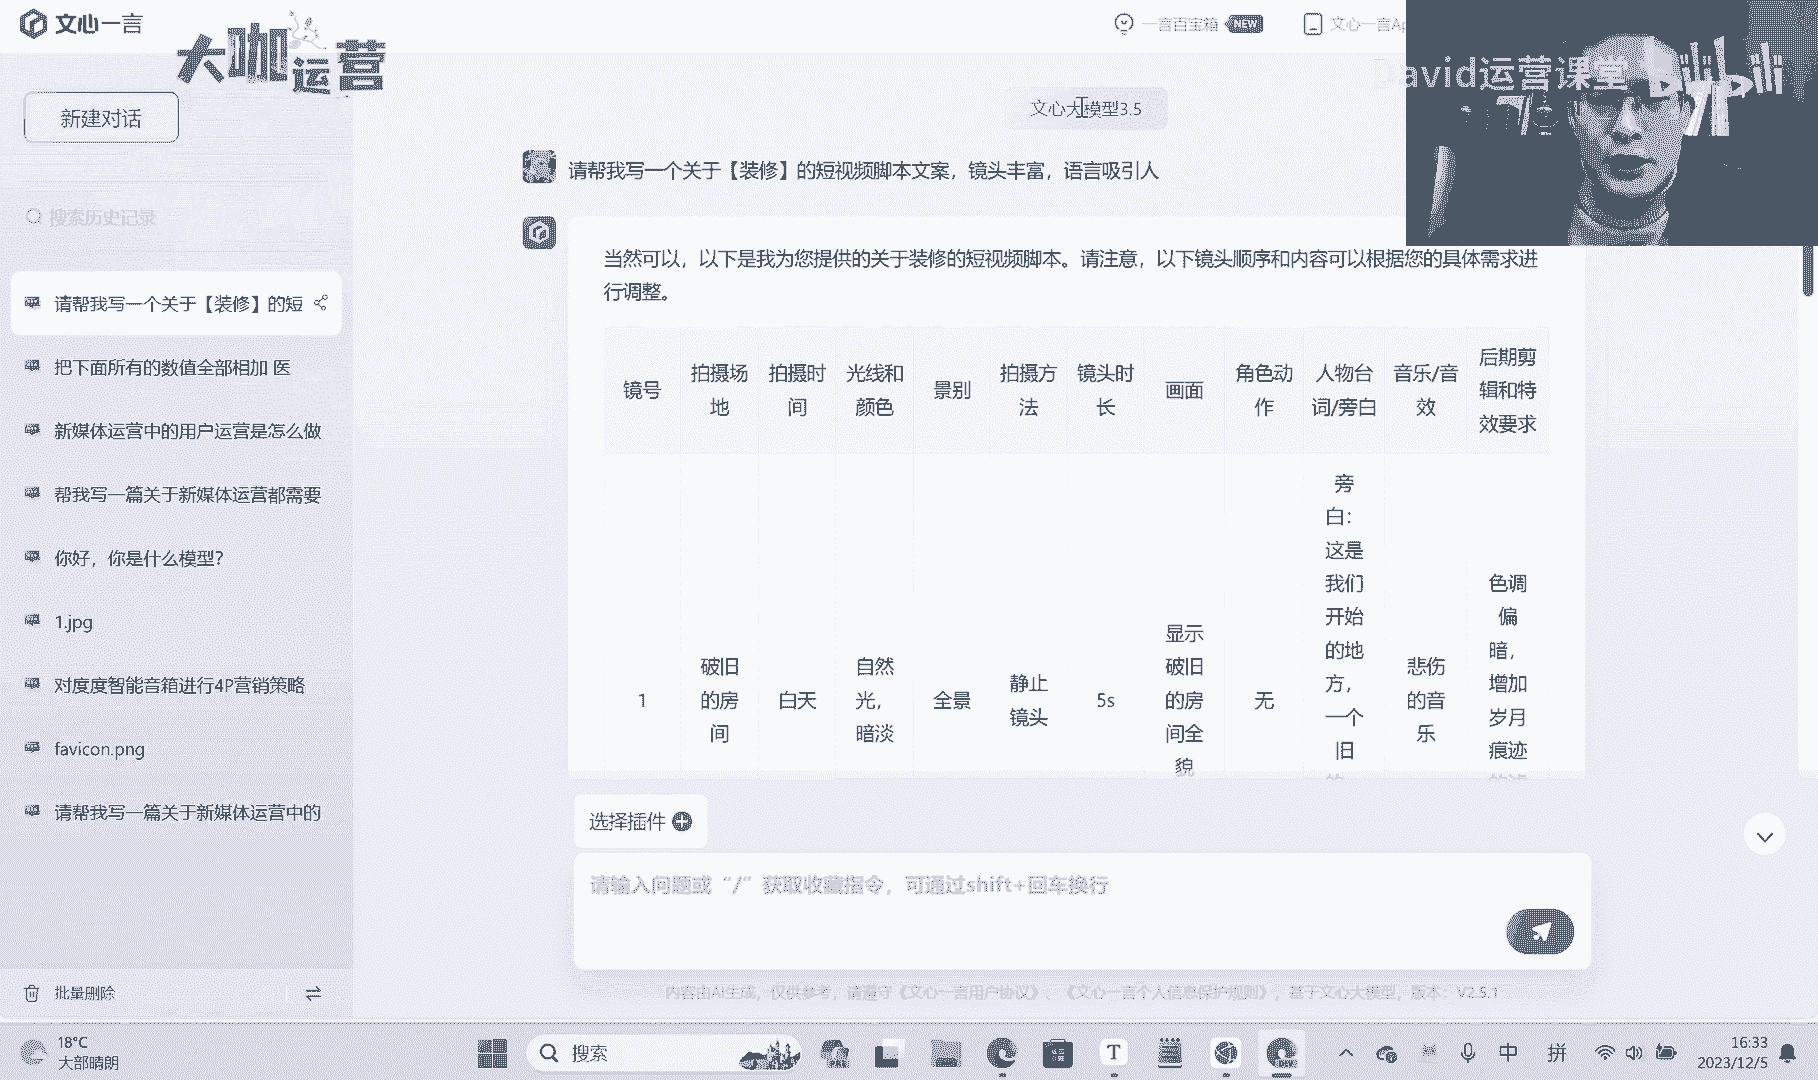 文心一言
大咖运营
一言百宝箱 NEW
文心一言Ap
avid运营课堂 bilibili
新建对话
文心大模型3.5
请帮我写一个关于【装修】的短视频脚本文案，镜头丰富，语言吸引人
搜索历史记录
请帮我写一个关于【装修】的短
把下面所有的数值全部相加 医
新媒体运营中的用户运营是怎么做
帮我写一篇关于新媒体运营都需要
你好，你是什么模型？
1.jpg
对度度智能音箱进行4P营销策略
favicon.png
请帮我写一篇关于新媒体运营中的
批量删除
当然可以，以下是我为您提供的关于装修的短视频脚本。请注意，以下镜头顺序和内容可以根据您的具体需求进
行调整。
镜号
拍摄场
地
拍摄时
间
光线和
颜色
景别
拍摄方
法
镜头时
长
画面
角色动
作
人物台
词/旁白
音乐/音
效
后期剪
辑和特
效要求
1
破旧
的房
间
白天
自然
光，
暗淡
全景
静止
镜头
5s
显示
破旧
的房
间全
貌
无
旁
白：
这是
我们
开始
的地
方，
一个
旧
悲伤
的音
乐
色调
偏
暗，
增加
岁月
痕迹
选择插件
请输入问题或“/”获取收藏指令，可通过shift+回车换行
内容由AI生成，仅供参考，请遵守《文心一言用户协议》、《文心一言个人信息保护规则》，基于文心大模型，版本：V2.5.1
18°C
大部晴朗
搜索
中
拼
16:33
2023/12/5